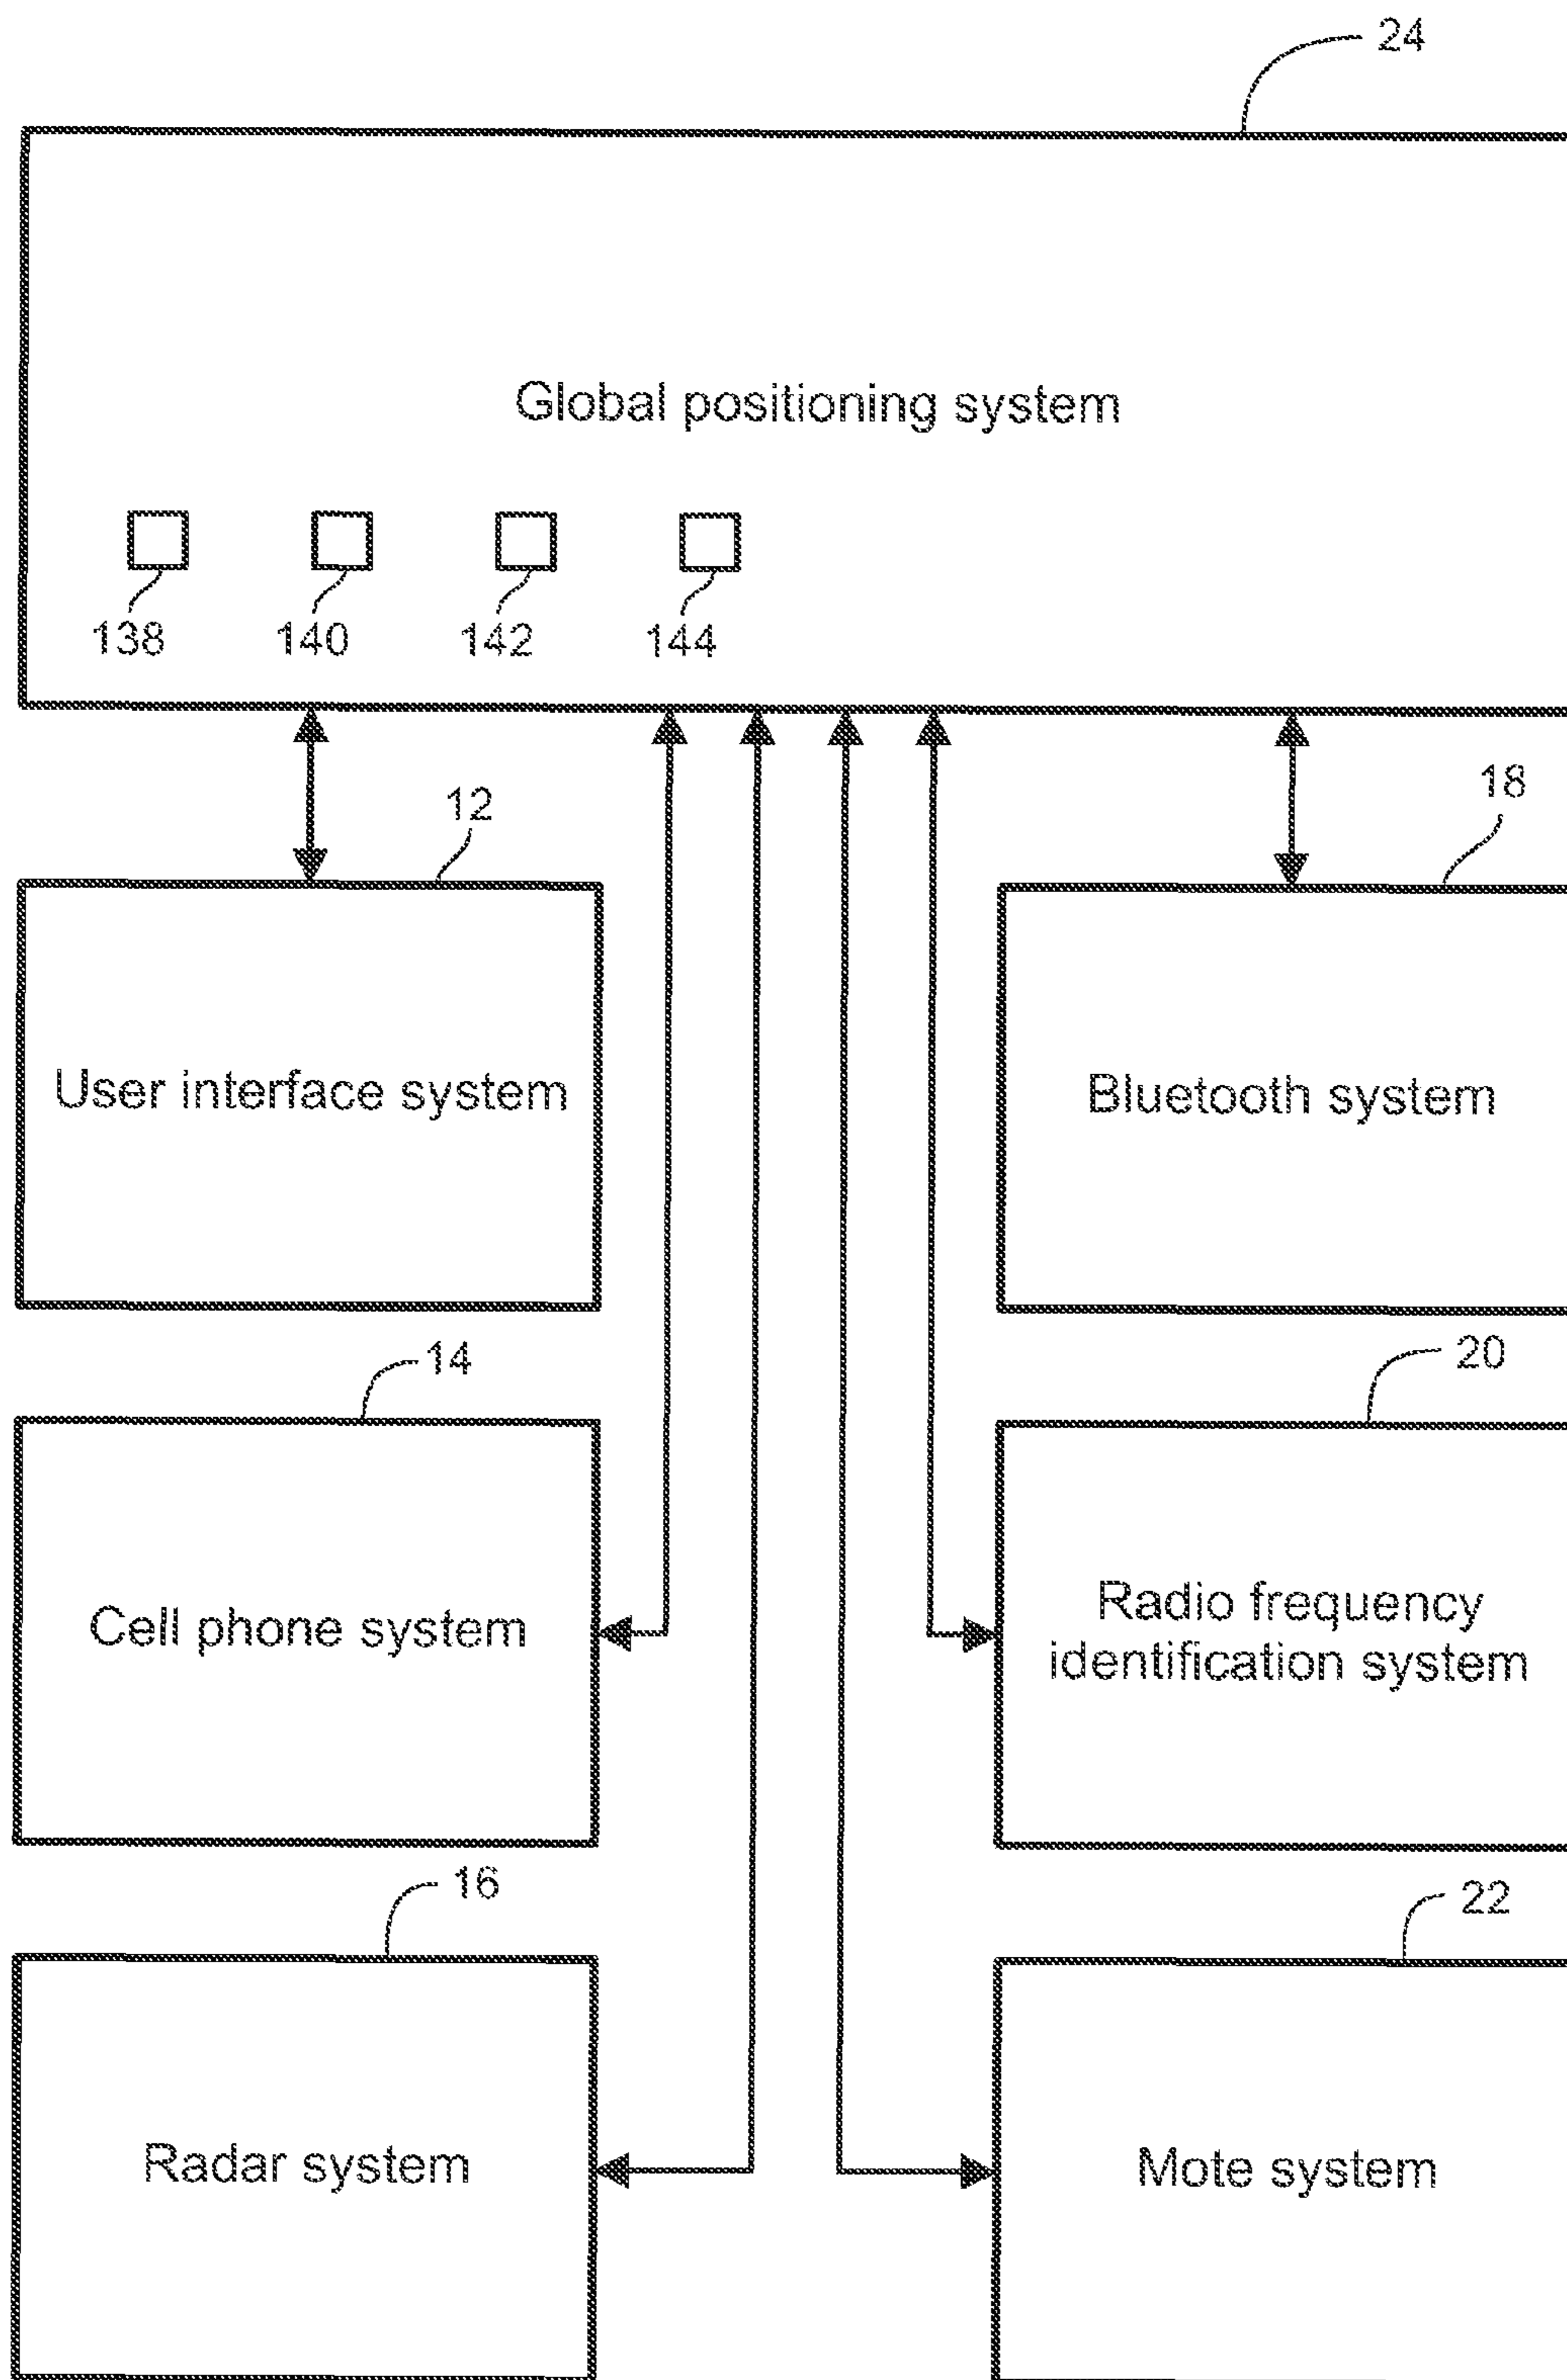 24
Global positioning system
138 140 142 144
12
18
User interface system
Bluetooth system
14
20
Cell phone system
Radio frequency
identification system
16
22
Radar system
Mote system